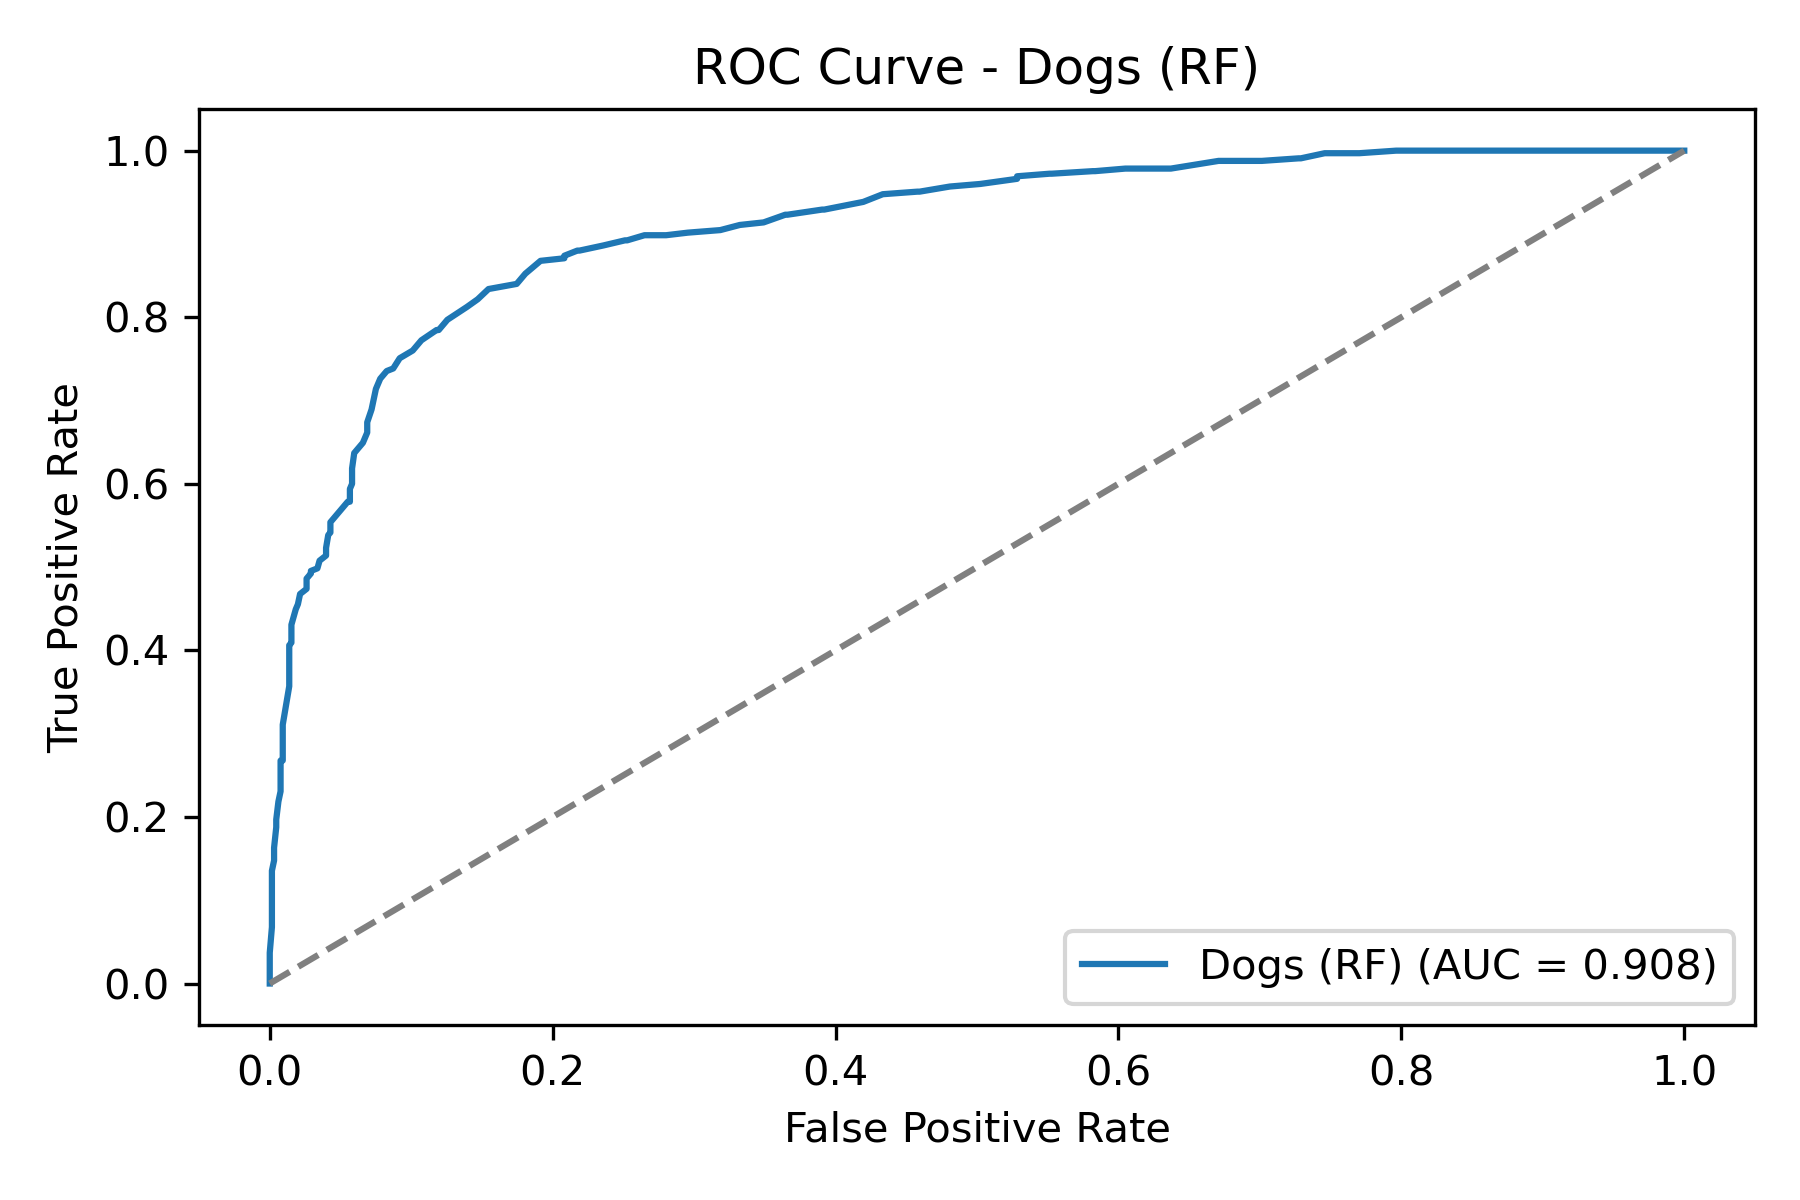 ROC Curve - Dogs (RF)
1.0
0.8
0.6
0.4
0.2
0.0
True Positive Rate
Dogs (RF) (AUC = 0.908)
0.0 0.2 0.4 0.6 0.8 1.0
False Positive Rate